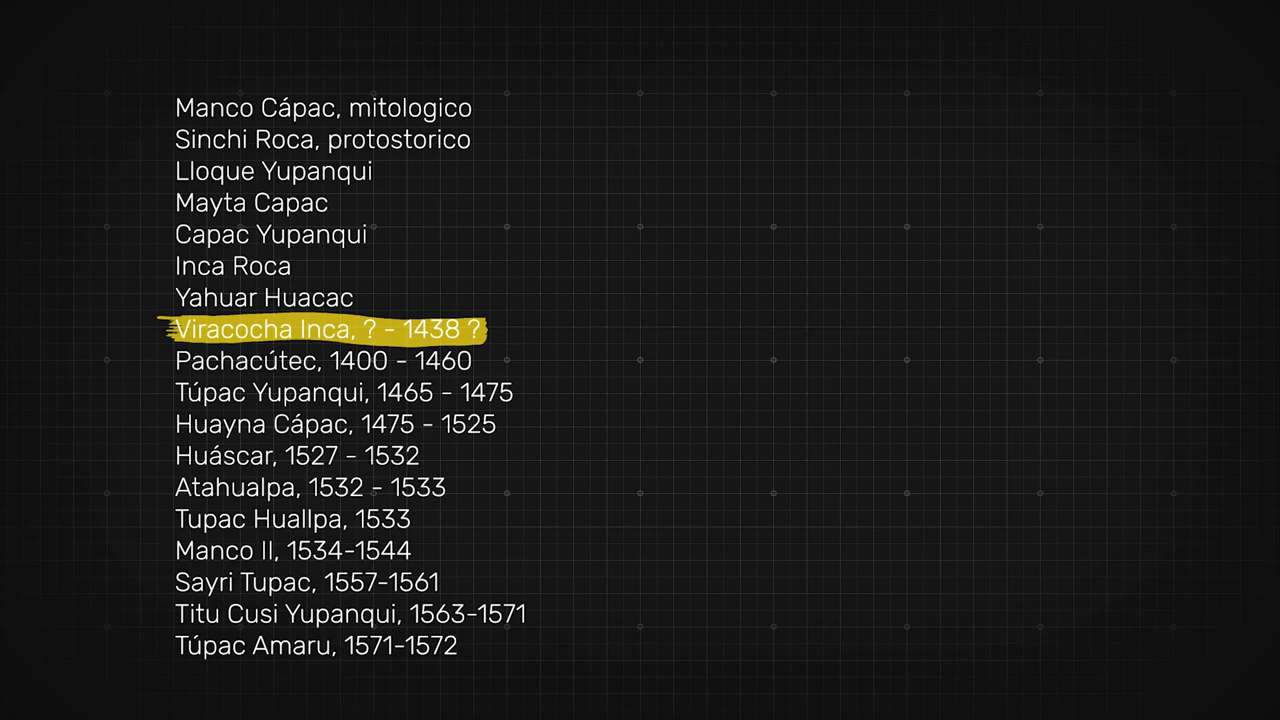 Manco Cápac, mitologico
Sinchi Roca, protostorico
Lloque Yupanqui
Mayta Capac
Capac Yupanqui
Inca Roca
Yahuar Huacac
Viracocha Inca, ? - 1438 ?
Pachacútec, 1400 - 1460
Túpac Yupanqui, 1465 - 1475
Huayna Cápac, 1475 - 1525
Huáscar, 1527 - 1532
Atahualpa, 1532 - 1533
Tupac Huallpa, 1533
Manco II, 1534-1544
Sayri Tupac, 1557-1561
Titu Cusi Yupanqui, 1563-1571
Túpac Amaru, 1571-1572